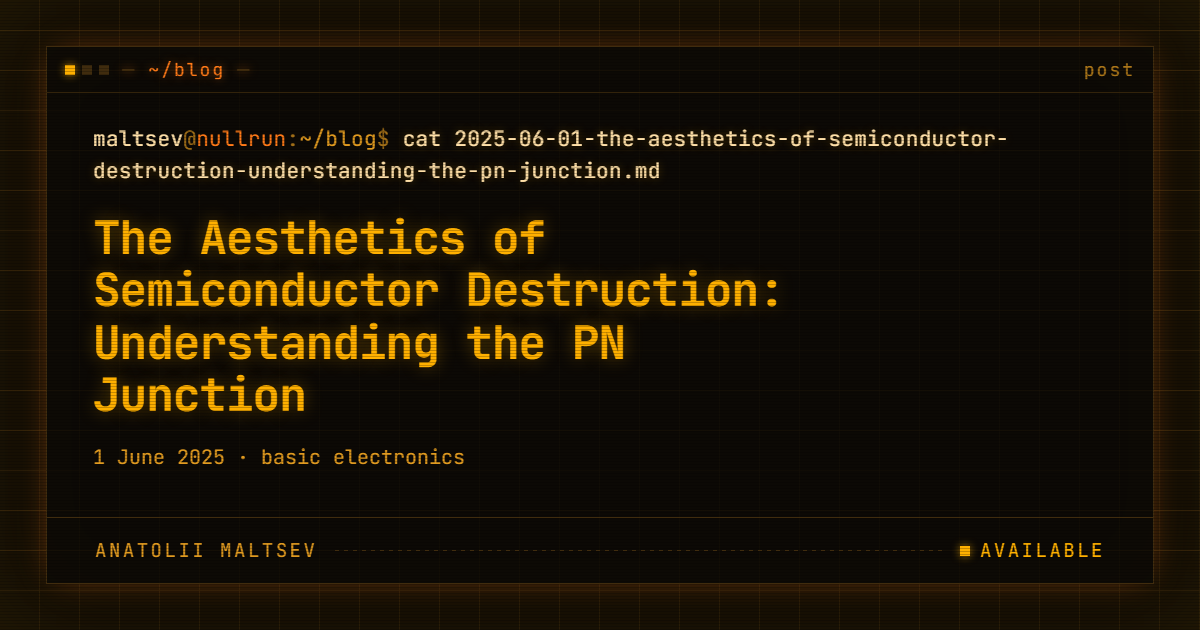 ~/blog
post
maltsev@nullrun:~/blog$ cat 2025-06-01-the-aesthetics-of-semiconductor-
destruction-understanding-the-pn-junction.md
The Aesthetics of
Semiconductor Destruction:
Understanding the PN
Junction
1 June 2025 · basic electronics
ANATOLII MALTSEV
AVAILABLE